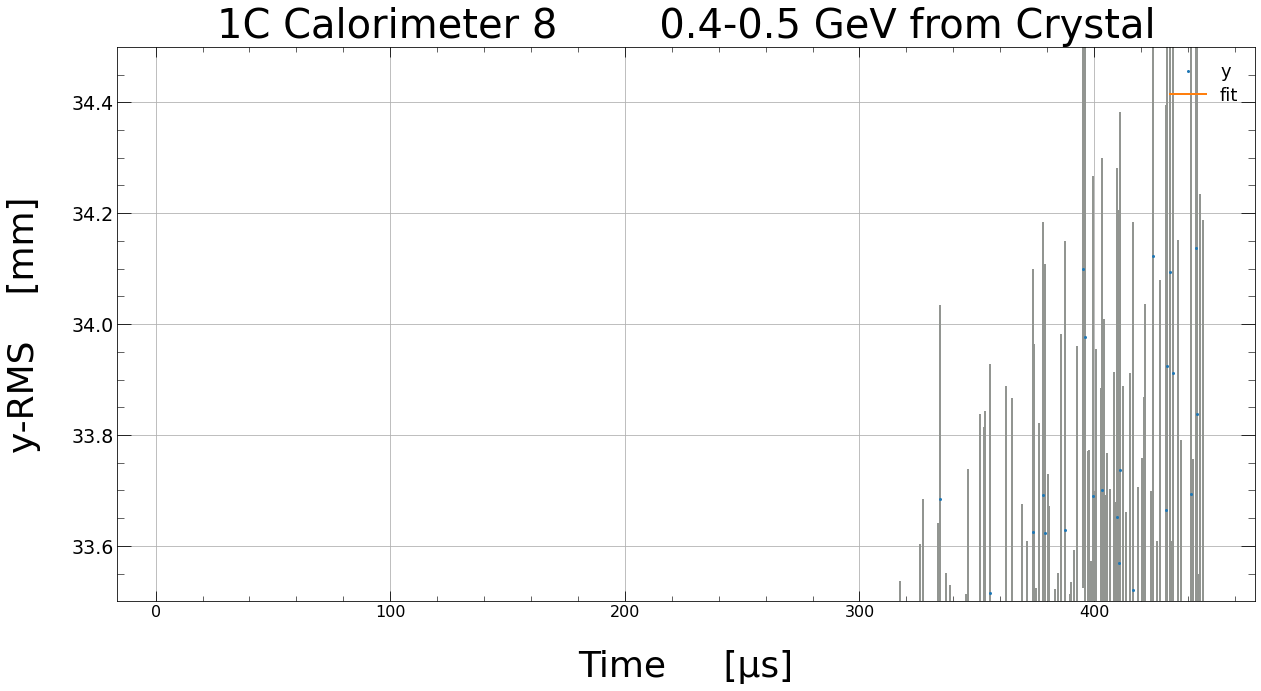 1C Calorimeter 8 0.4-0.5 GeV from Crystal
y
fit
34.4
34.2
34.0
33.8
33.6
y-RMS [mm]
0 100 200 300 400
Time [µs]